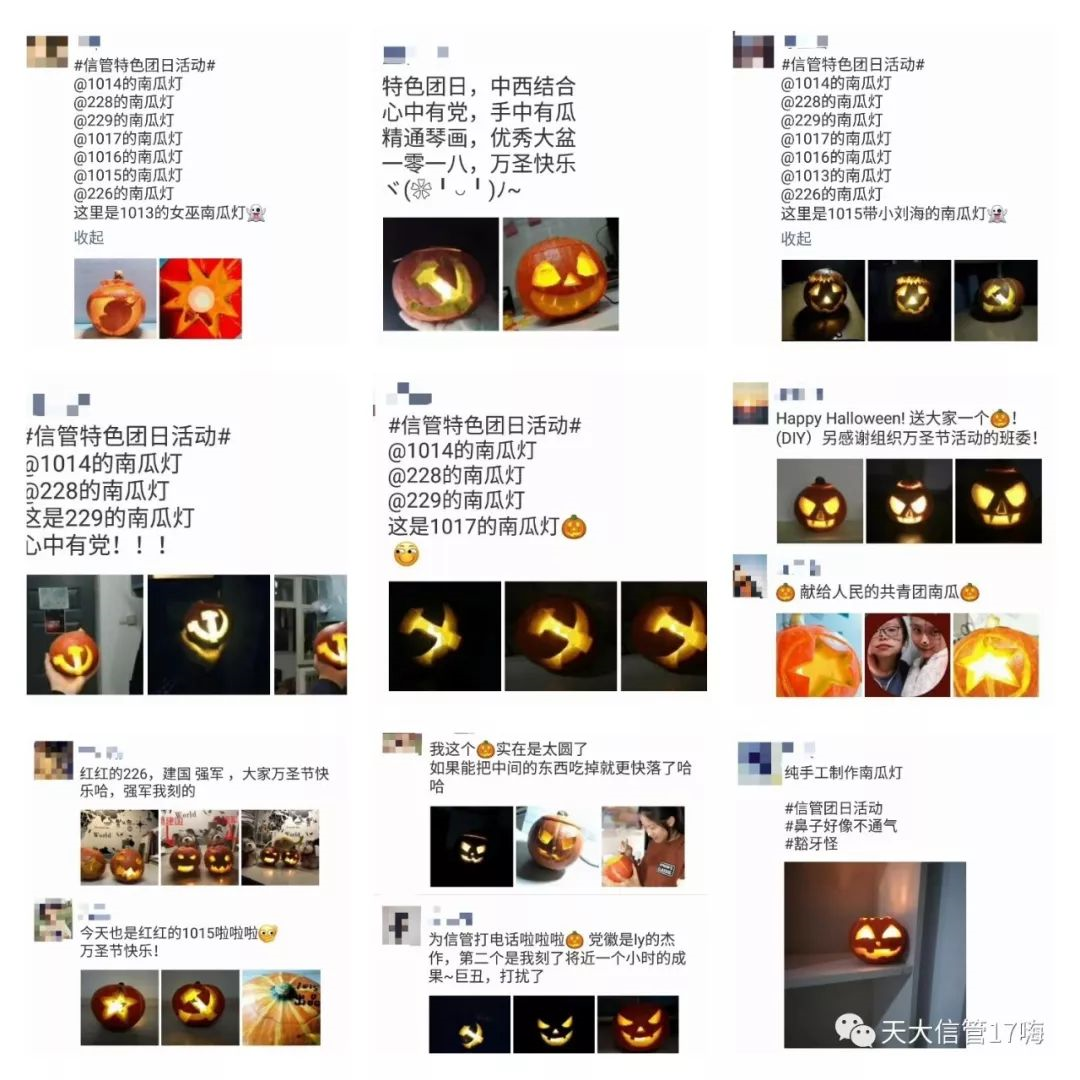 #信管特色团日活动#
@1014的南瓜灯
@228的南瓜灯
@229的南瓜灯
@1017的南瓜灯
@1016的南瓜灯
@1015的南瓜灯
@226的南瓜灯
这里是1013的女巫南瓜灯👻
收起
特色团日，中西结合
心中有党，手中有瓜
精通琴画，优秀大盆
一零一八，万圣快乐
ヾ(❀╹◡╹)ﾉ~
#信管特色团日活动#
@1014的南瓜灯
@228的南瓜灯
@229的南瓜灯
@1017的南瓜灯
@1016的南瓜灯
@1013的南瓜灯
@226的南瓜灯
这里是1015带小刘海的南瓜灯👻
收起
#信管特色团日活动#
@1014的南瓜灯
@228的南瓜灯
这是229的南瓜灯
心中有党！！！
#信管特色团日活动#
@1014的南瓜灯
@228的南瓜灯
@229的南瓜灯
这是1017的南瓜灯🎃
Happy Halloween! 送大家一个🎃！
(DIY）另感谢组织万圣节活动的班委！
🎃 献给人民的共青团南瓜🎃
红红的226，建国 强军 ，大家万圣节快
乐哈，强军我刻的
World
World
今天也是红红的1015啦啦啦
万圣节快乐！
我这个🎃实在是太圆了
如果能把中间的东西吃掉就更快落了哈
哈
为信管打电话啦啦啦🎃 党徽是ly的杰
作，第二个是我刻了将近一个小时的成
果~巨丑，打扰了
纯手工制作南瓜灯
#信管团日活动
#鼻子好像不通气
#豁牙怪
天大信管17嗨